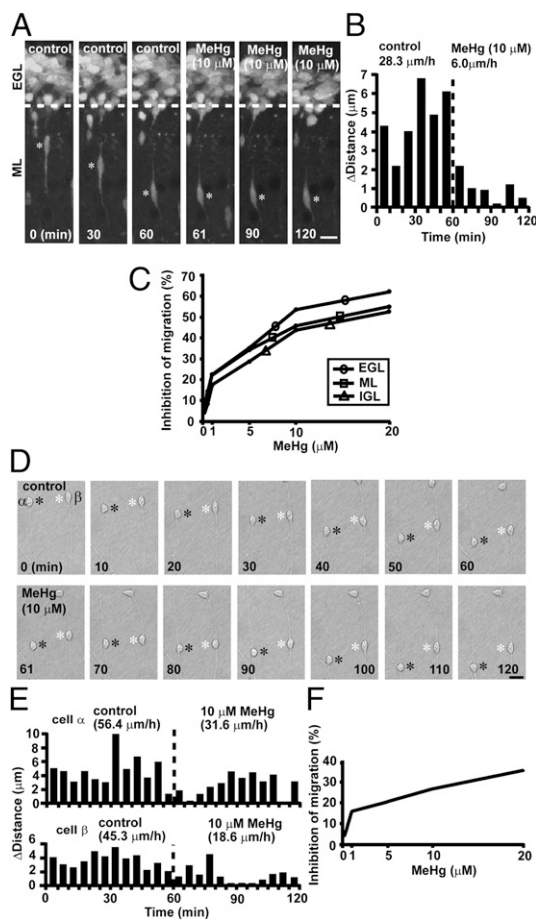 A
control
control
control
MeHg (10 μM)
MeHg (10 μM)
MeHg (10 μM)
EGL
ML
0 (min)
30
60
61
90
120
B
control
28.3 μm/h
MeHg (10 μM)
6.0μm/h
ΔDistance (μm)
7
6
5
4
3
2
1
0
0 30 60 90 120
Time (min)
C
Inhibition of migration (%)
70
60
50
40
30
20
10
0
0 1 5 10 20
MeHg (μM)
EGL
ML
IGL
D
control
α * * β
0 (min)
10
20
30
40
50
60
MeHg
(10 μM)
61
70
80
90
100
110
120
E
cell α
control
(56.4 μm/h)
10 μM MeHg
(31.6 μm/h)
10
8
6
4
2
0
cell β
control
(45.3 μm/h)
10 μM MeHg
(18.6 μm/h)
6
4
2
0
ΔDistance (μm)
0 30 60 90 120
Time (min)
F
Inhibition of migration (%)
40
30
20
10
0
0 1 5 10 20
MeHg (μM)